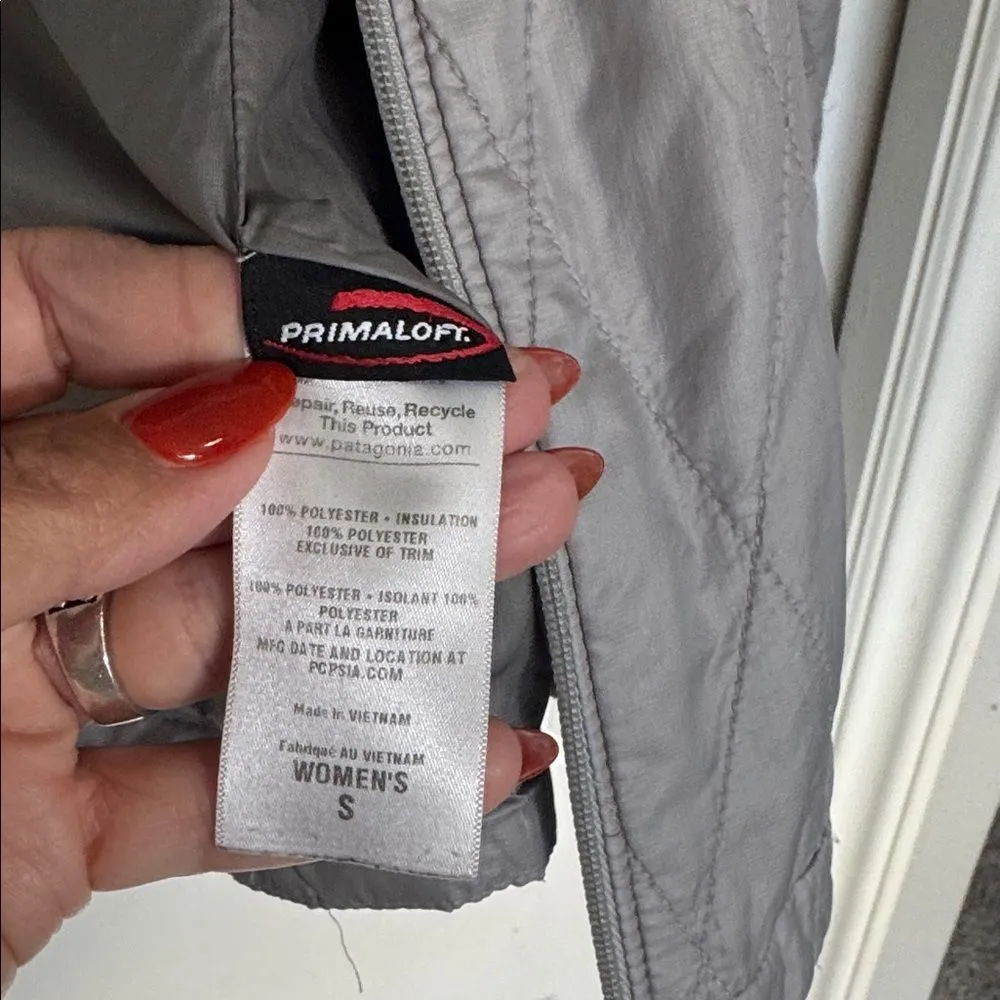 PRIMALOFT.
epair, Reuse, Recycle
This Product
www.patagonia.com
100% POLYESTER • INSULATION
100% POLYESTER
EXCLUSIVE OF TRIM
100% POLYESTER • ISOLANT 100%
POLYESTER
A PART LA GARNITURE
MFG DATE AND LOCATION AT
PCPSIA.COM
Made in VIETNAM
Fabriqué AU VIETNAM
WOMEN'S
S